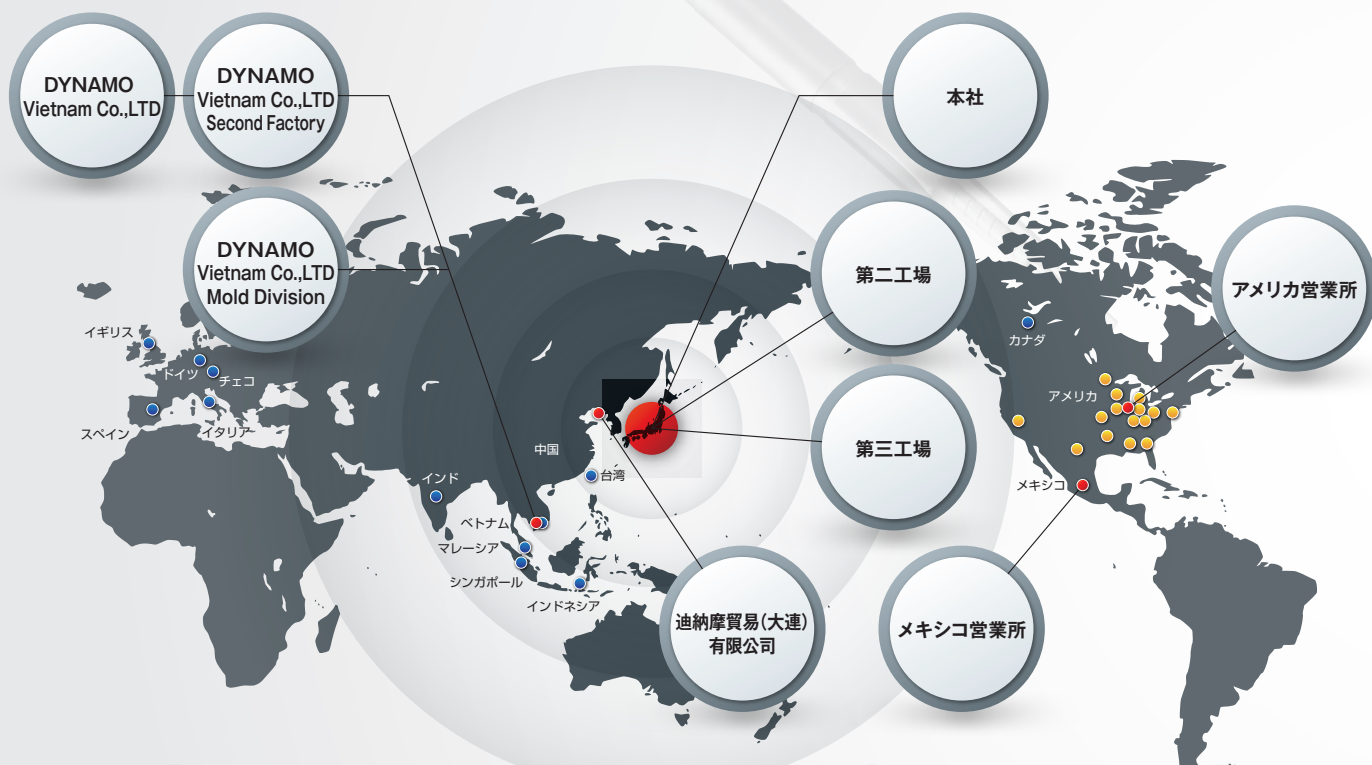 DYNAMO
Vietnam Co.,LTD
DYNAMO
Vietnam Co.,LTD
Second Factory
本社
DYNAMO
Vietnam Co.,LTD
Mold Division
第二工場
アメリカ営業所
イギリス
ドイツ
チェコ
スペイン
イタリア
カナダ
アメリカ
中国
第三工場
台湾
インド
メキシコ
ベトナム
マレーシア
シンガポール
インドネシア
迪納摩貿易(大連)
有限公司
メキシコ営業所